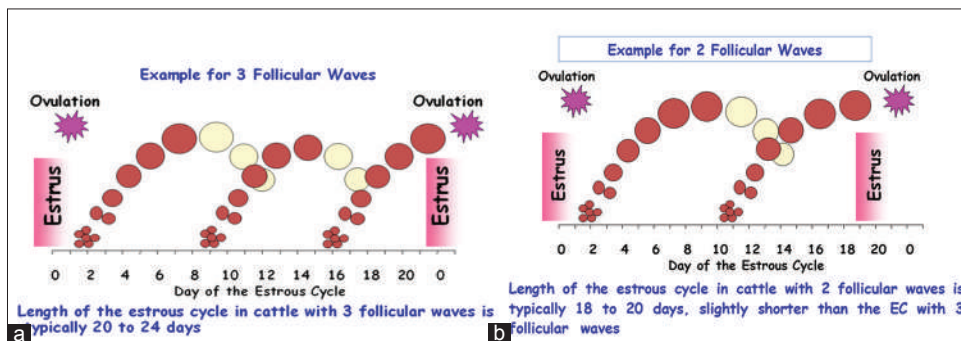 Example for 3 Follicular Waves
Ovulation
Ovulation
Estrus
Estrus
0 2 4 6 8 10 12 14 16 18 20 0
Day of the Estrous Cycle
Length of the estrous cycle in cattle with 3 follicular waves is
typically 20 to 24 days
a
Example for 2 Follicular Waves
Ovulation
Ovulation
Estrus
Estrus
0 2 4 6 8 10 12 14 16 18 20 0
Day of the Estrous Cycle
Length of the estrous cycle in cattle with 2 follicular waves is
typically 18 to 20 days, slightly shorter than the EC with 3
follicular waves
b